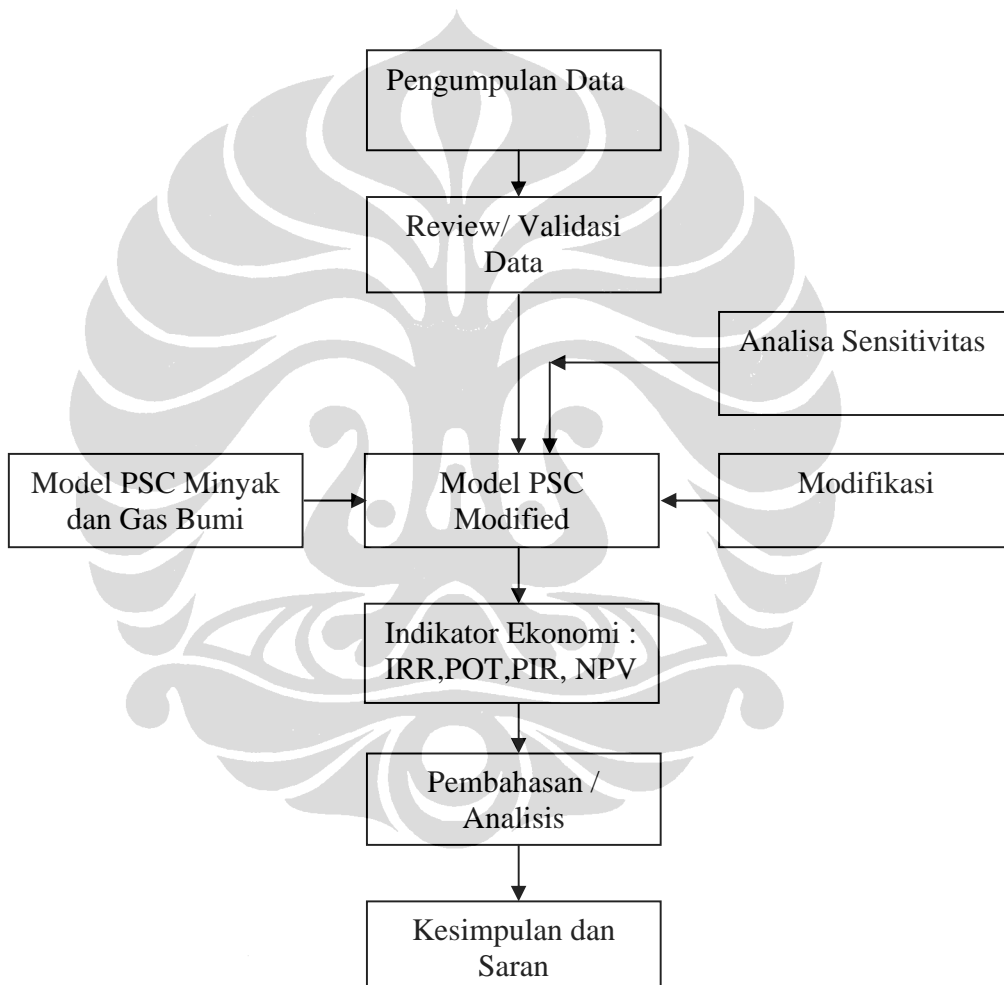 Pengumpulan Data
Review/ Validasi
Data
Analisa Sensitivitas
Model PSC Minyak
dan Gas Bumi
Model PSC
Modified
Modifikasi
Indikator Ekonomi :
IRR,POT,PIR, NPV
Pembahasan /
Analisis
Kesimpulan dan
Saran